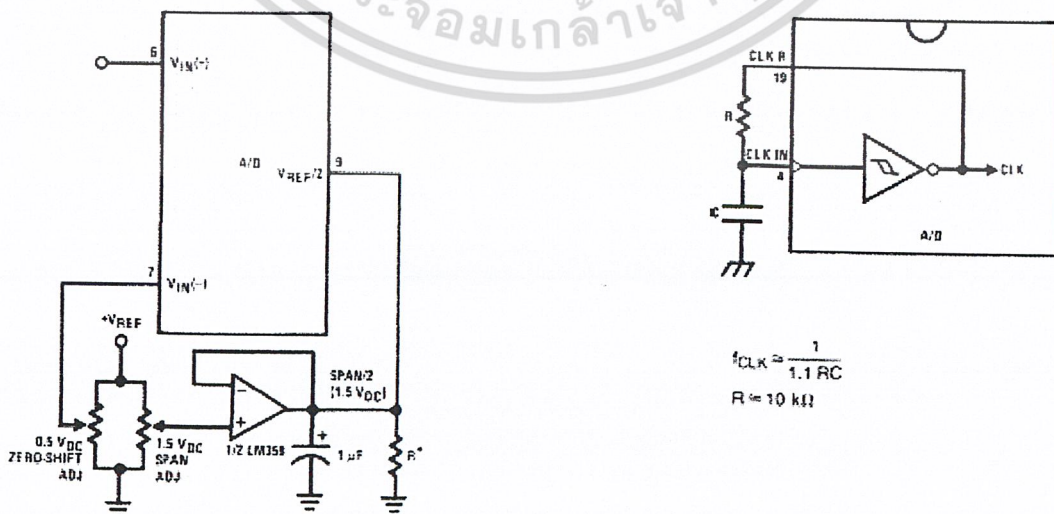 ระจอมเกล้าเจ้า
6
VIN(-)
A/D
9
VREF/2
7
VIN(-)
+VREF
0.5 VDC
ZERO-SHIFT
ADJ
1.5 VDC
SPAN
ADJ
-
+
1/2 LM358
SPAN/2
(1.5 VDC)
+
1 µF
R*
CLK R
19
R
CLK IN
4
CLK
A/D
fCLK ≅ 1
1.1 RC
R ≅ 10 kΩ